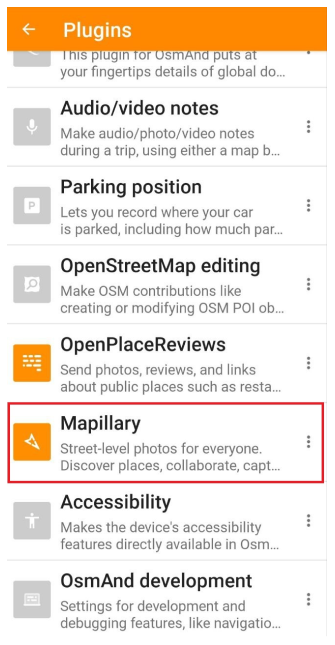 Plugins
This plugin for OsmAnd puts at
your fingertips details of global do...
Audio/video notes
Make audio/photo/video notes
during a trip, using either a map b...
Parking position
P
Lets you record where your car
is parked, including how much par...
OpenStreetMap editing
Make OSM contributions like
creating or modifying OSM POI ob...
OpenPlaceReviews
Send photos, reviews, and links
about public places such as resta...
Mapillary
Street-level photos for everyone.
Discover places, collaborate, capt...
Accessibility
Makes the device's accessibility
features directly available in Osm...
OsmAnd development
Settings for development and
debugging features, like navigatio...